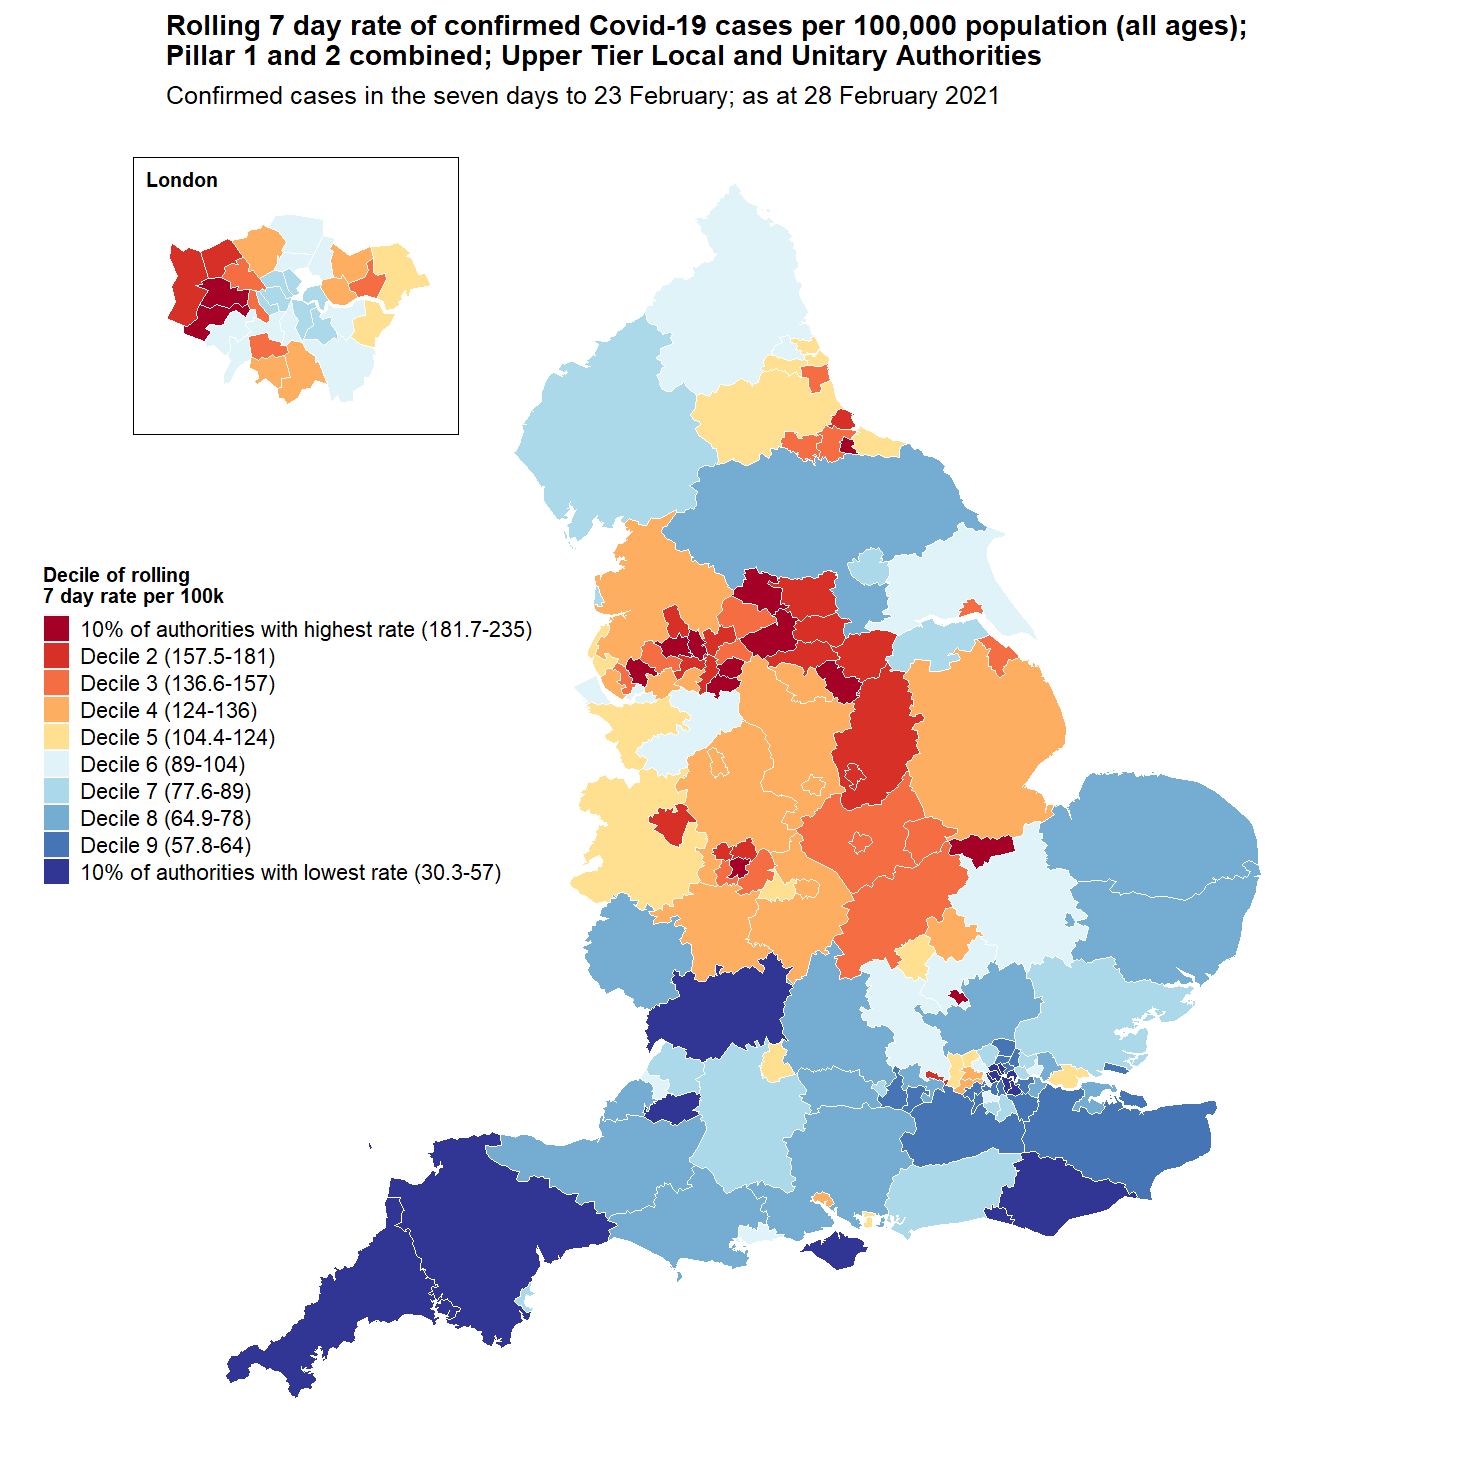 Rolling 7 day rate of confirmed Covid-19 cases per 100,000 population (all ages);
Pillar 1 and 2 combined; Upper Tier Local and Unitary Authorities
Confirmed cases in the seven days to 23 February; as at 28 February 2021
London
Decile of rolling
7 day rate per 100k
10% of authorities with highest rate (181.7-235)
Decile 2 (157.5-181)
Decile 3 (136.6-157)
Decile 4 (124-136)
Decile 5 (104.4-124)
Decile 6 (89-104)
Decile 7 (77.6-89)
Decile 8 (64.9-78)
Decile 9 (57.8-64)
10% of authorities with lowest rate (30.3-57)